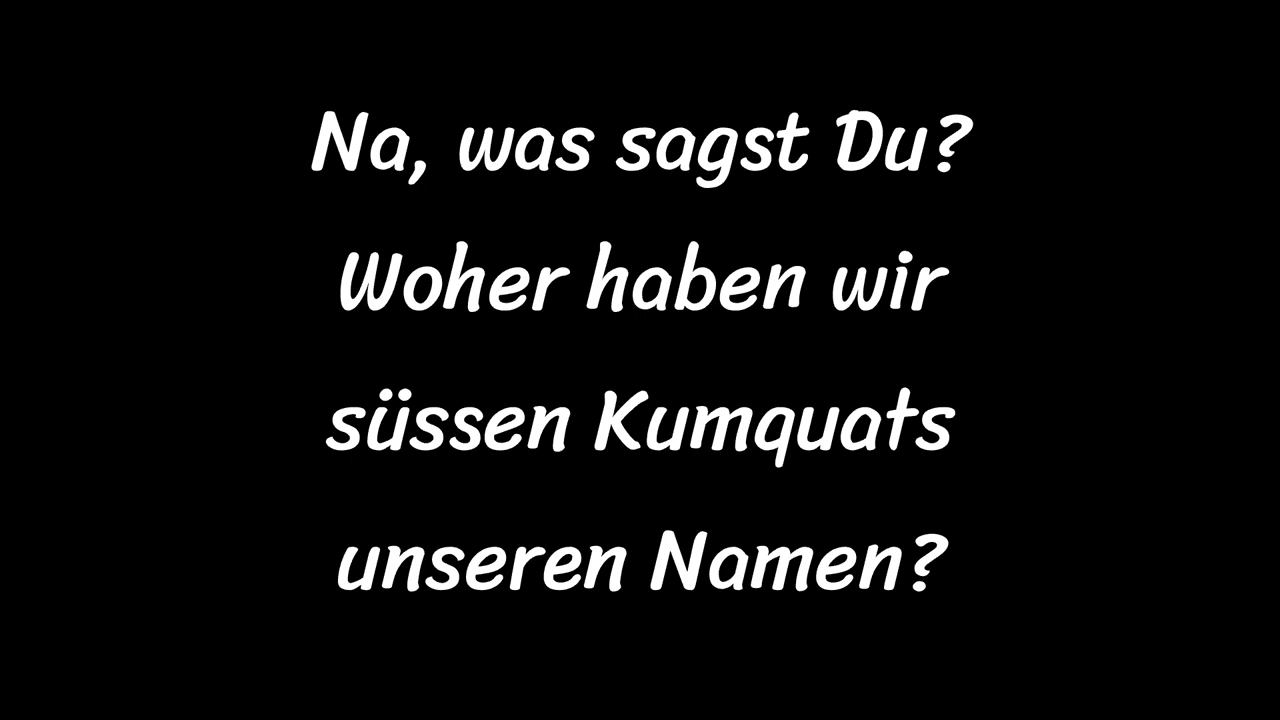 Na, was sagst Du?
Woher haben wir
süssen Kumquats
unseren Namen?